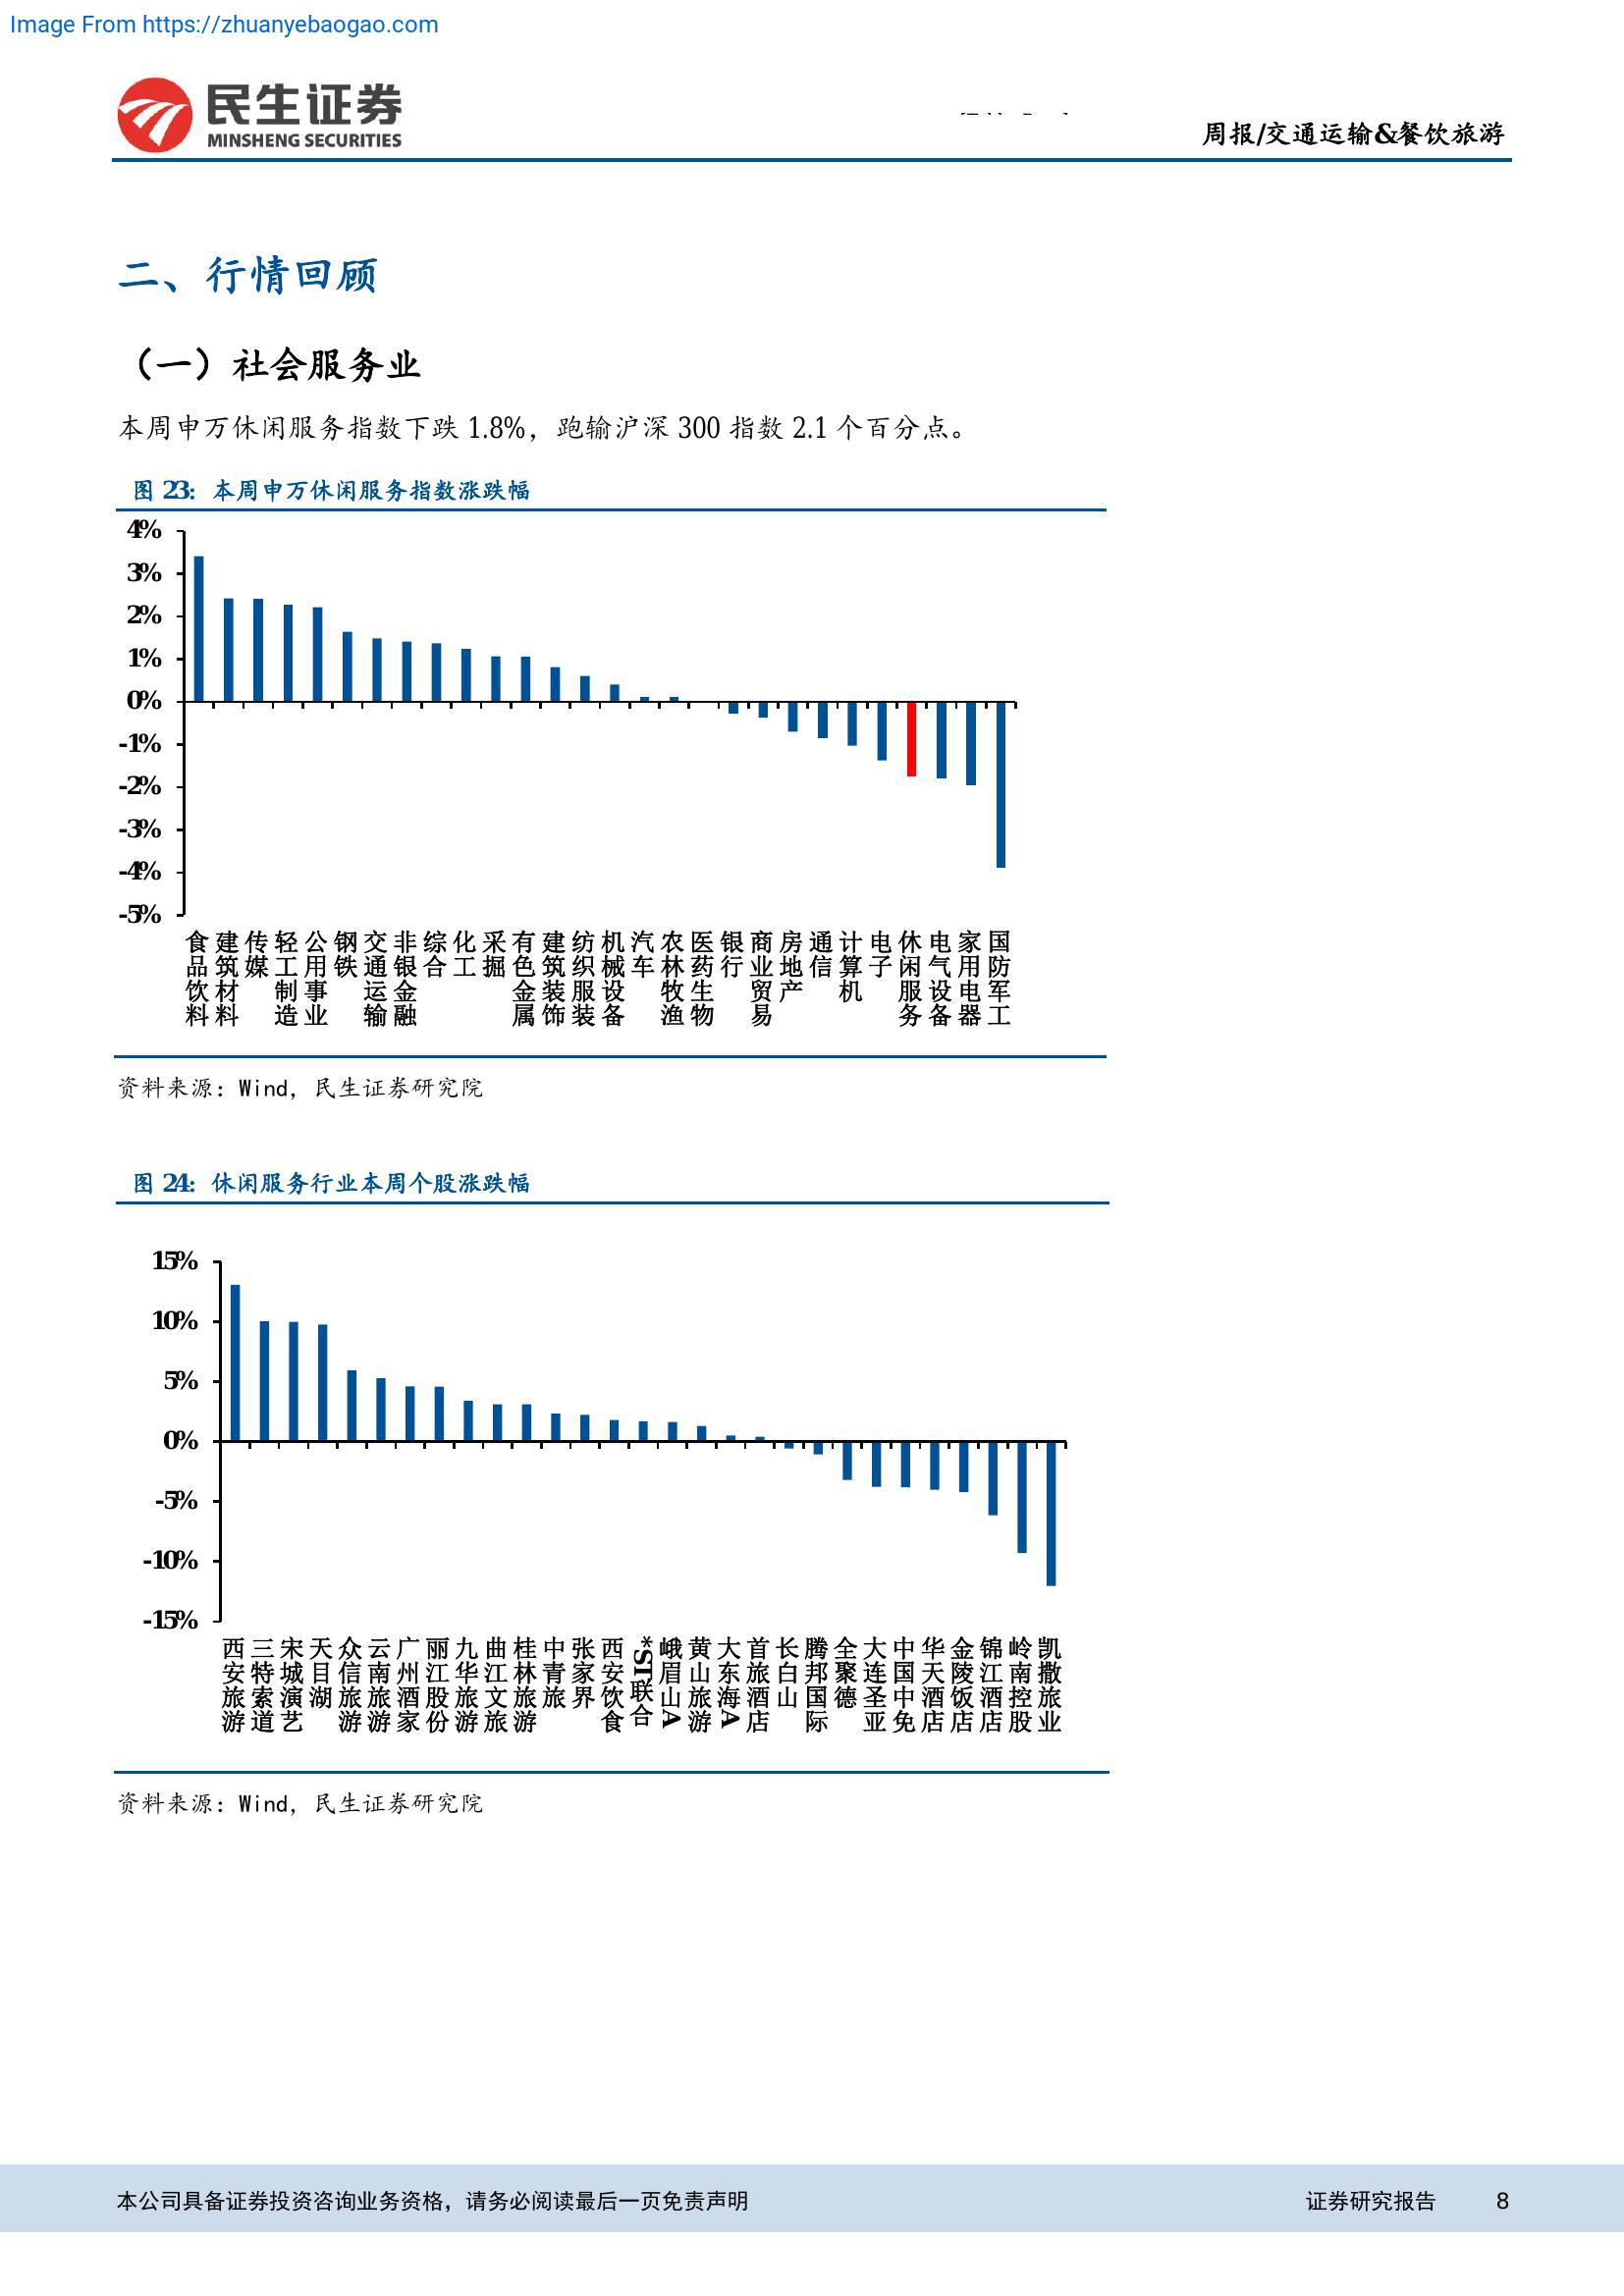 Image From https://zhuanyebaogao.com
民生证券
MINSHENG SECURITIES
周报/交通运输&餐饮旅游
二、行情回顾
（一）社会服务业
本周申万休闲服务指数下跌 1.8%，跑输沪深 300 指数 2.1 个百分点。
图 23：本周申万休闲服务指数涨跌幅
4%
3%
2%
1%
0%
-1%
-2%
-3%
-4%
-5%
食品饮料
建筑材料
传媒
轻工制造
公用事业
钢铁
交通运输
非银金融
综合
化工
采掘
有色金属
建筑装饰
纺织服装
机械设备
汽车
农林牧渔
医药生物
银行
商业贸易
房地产
通信
计算机
电子
休闲服务
电气设备
家用电器
国防军工
资料来源：Wind，民生证券研究院
图 24：休闲服务行业本周个股涨跌幅
15%
10%
5%
0%
-5%
-10%
-15%
西安旅游
三特索道
宋城演艺
天目湖
众信旅游
云南旅游
广州酒家
丽江股份
九华旅游
曲江文旅
桂林旅游
中青旅
张家界
西安饮食
*ST联合
峨眉山A
黄山旅游
大东海A
首旅酒店
长白山
腾邦国际
全聚德
大连圣亚
中国中免
华天酒店
金陵饭店
锦江酒店
岭南控股
凯撒旅业
资料来源：Wind，民生证券研究院
本公司具备证券投资咨询业务资格，请务必阅读最后一页免责声明
证券研究报告 8